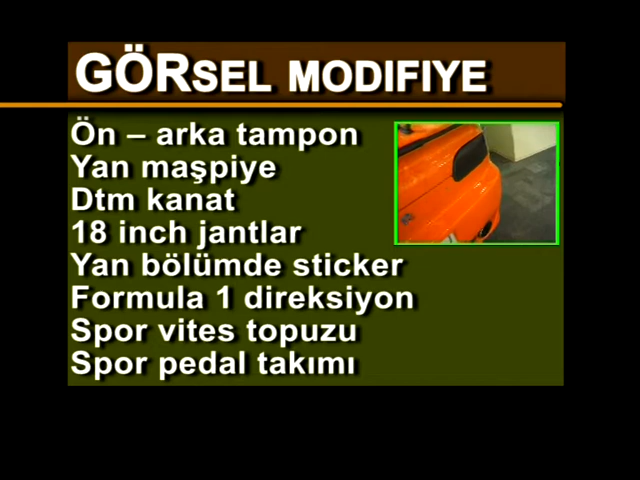 GÖRSEL MODIFIYE
Ön – arka tampon
Yan maşpiye
Dtm kanat
18 inch jantlar
Yan bölümde sticker
Formula 1 direksiyon
Spor vites topuzu
Spor pedal takımı